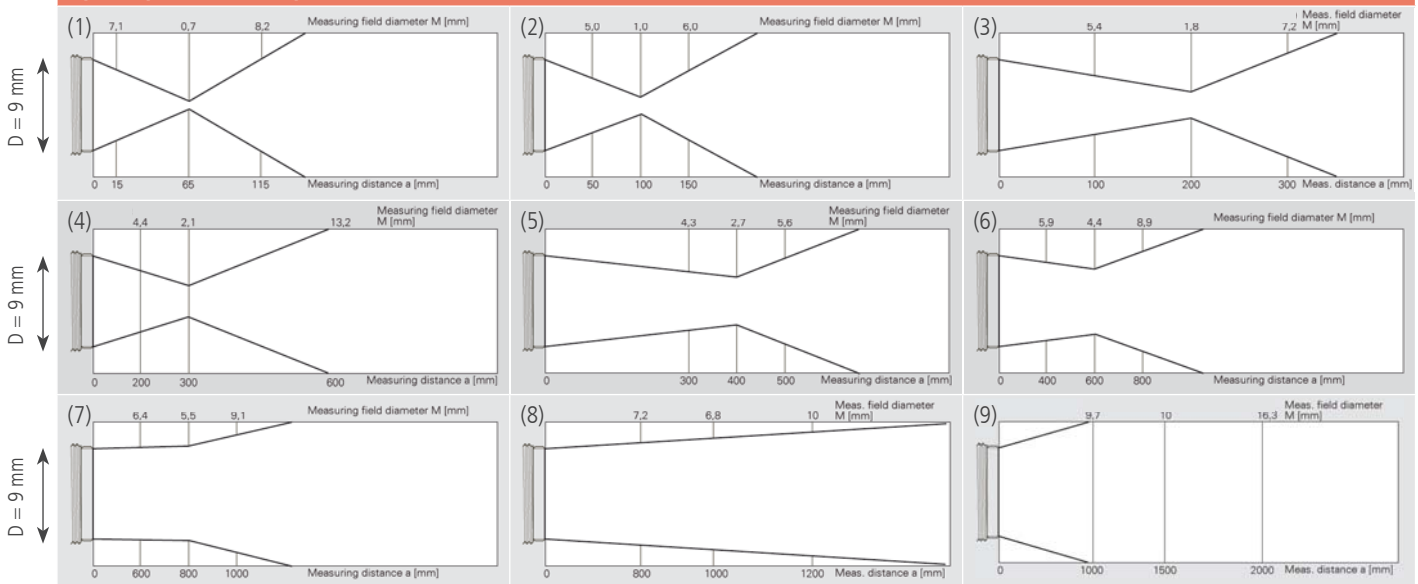 (1)
7,1 0,7 8,2 Measuring field diameter M [mm]
0 15 65 115 Measuring distance a [mm]
(2)
5,0 1,0 6,0 Measuring field diameter M [mm]
0 50 100 150 Measuring distance a [mm]
(3)
5,4 1,8 7,2 Meas. field diameter
M [mm]
0 100 200 300 Meas. distance a [mm]
D = 9 mm
(4)
4,4 2,1 13,2 Measuring field diameter
M [mm]
0 200 300 600 Measuring distance a [mm]
(5)
4,3 2,7 5,6 Measuring field diameter
M [mm]
0 300 400 500 Measuring distance a [mm]
(6)
5,9 4,4 8,9 Measuring field diamater M [mm]
0 400 600 800 Measuring distance a [mm]
D = 9 mm
(7)
6,4 5,5 9,1 Measuring field diameter M [mm]
0 600 800 1000 Measuring distance a [mm]
(8)
7,2 6,8 10 Meas. field diameter
M [mm]
0 800 1000 1200 Measuring distance a [mm]
(9)
9,7 10 16,3 Meas. field diameter
M [mm]
0 1000 1500 2000 Meas. distance a [mm]
D = 9 mm